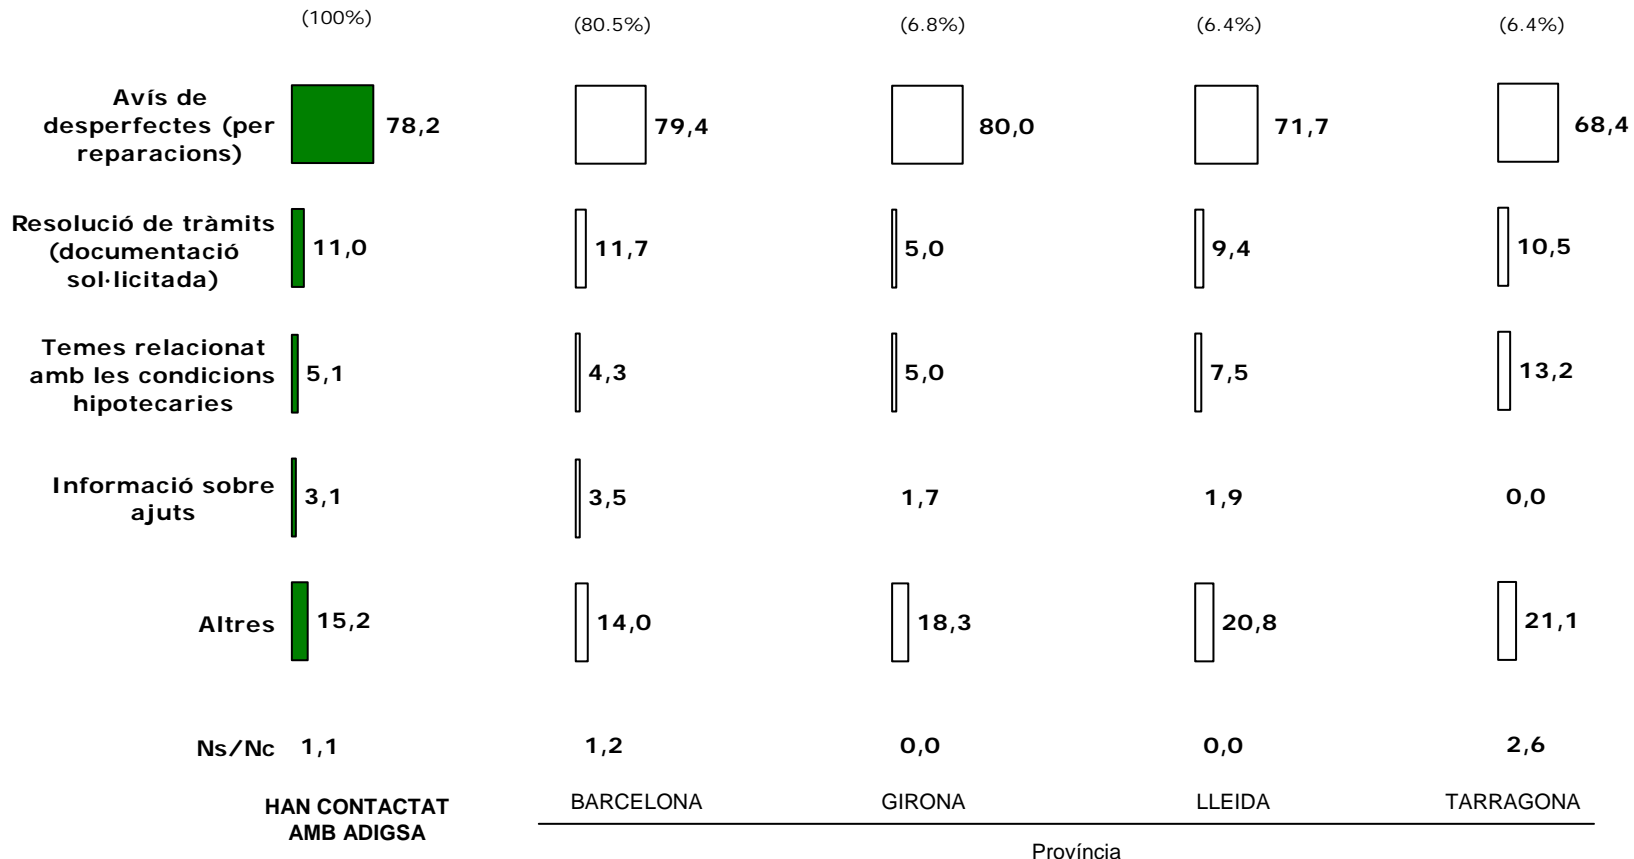 (100%) (80.5%) (6.8%) (6.4%) (6.4%)
Avís de
desperfectes (per 78,2 79,4 80,0 71,7 68,4
reparacions)
Resolució de tràmits
(documentació 11,0 11,7 5,0 9,4 10,5
sol·licitada)
Temes relacionat
amb les condicions 5,1 4,3 5,0 7,5 13,2
hipotecaries
Informació sobre 3,1 3,5 1,7 1,9 0,0
ajuts
Altres 15,2 14,0 18,3 20,8 21,1
Ns/Nc 1,1 1,2 0,0 0,0 2,6
HAN CONTACTAT BARCELONA GIRONA LLEIDA TARRAGONA
AMB ADIGSA
Província